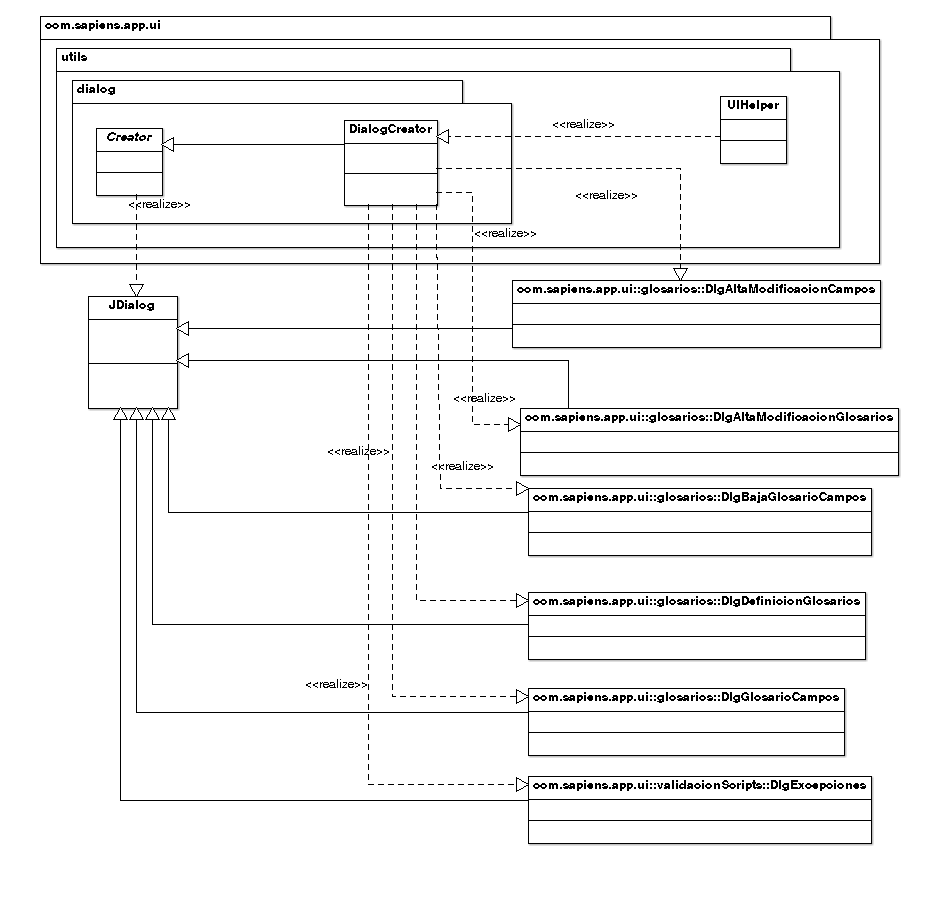 com.sapiens.app.ui
utils
dialog
UIHelper
Creator
DialogCreator
<<realize>>
<<realize>>
<<realize>>
<<realize>>
JDialog
com.sapiens.app.ui::glosarios::DlgAltaModificacionCampos
<<realize>>
com.sapiens.app.ui::glosarios::DlgAltaModificacionGlosarios
<<realize>>
<<realize>>
com.sapiens.app.ui::glosarios::DlgBajaGlosarioCampos
com.sapiens.app.ui::glosarios::DlgDefinicionGlosarios
<<realize>>
com.sapiens.app.ui::glosarios::DlgGlosarioCampos
com.sapiens.app.ui::validacionScripts::DlgExcepciones